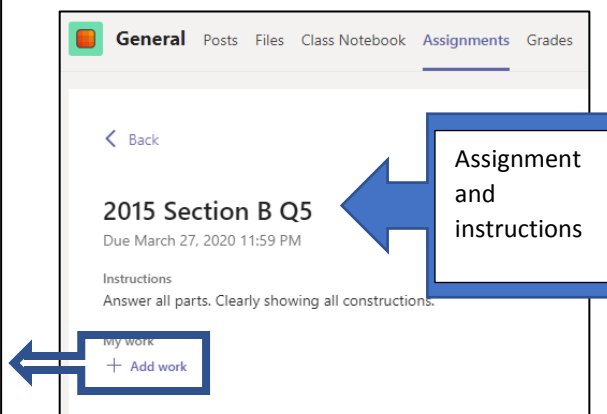 General Posts Files Class Notebook Assignments Grades
Back
2015 Section B Q5
Due March 27, 2020 11:59 PM
Instructions
Answer all parts. Clearly showing all constructions.
My work
+ Add work
Assignment
and
instructions